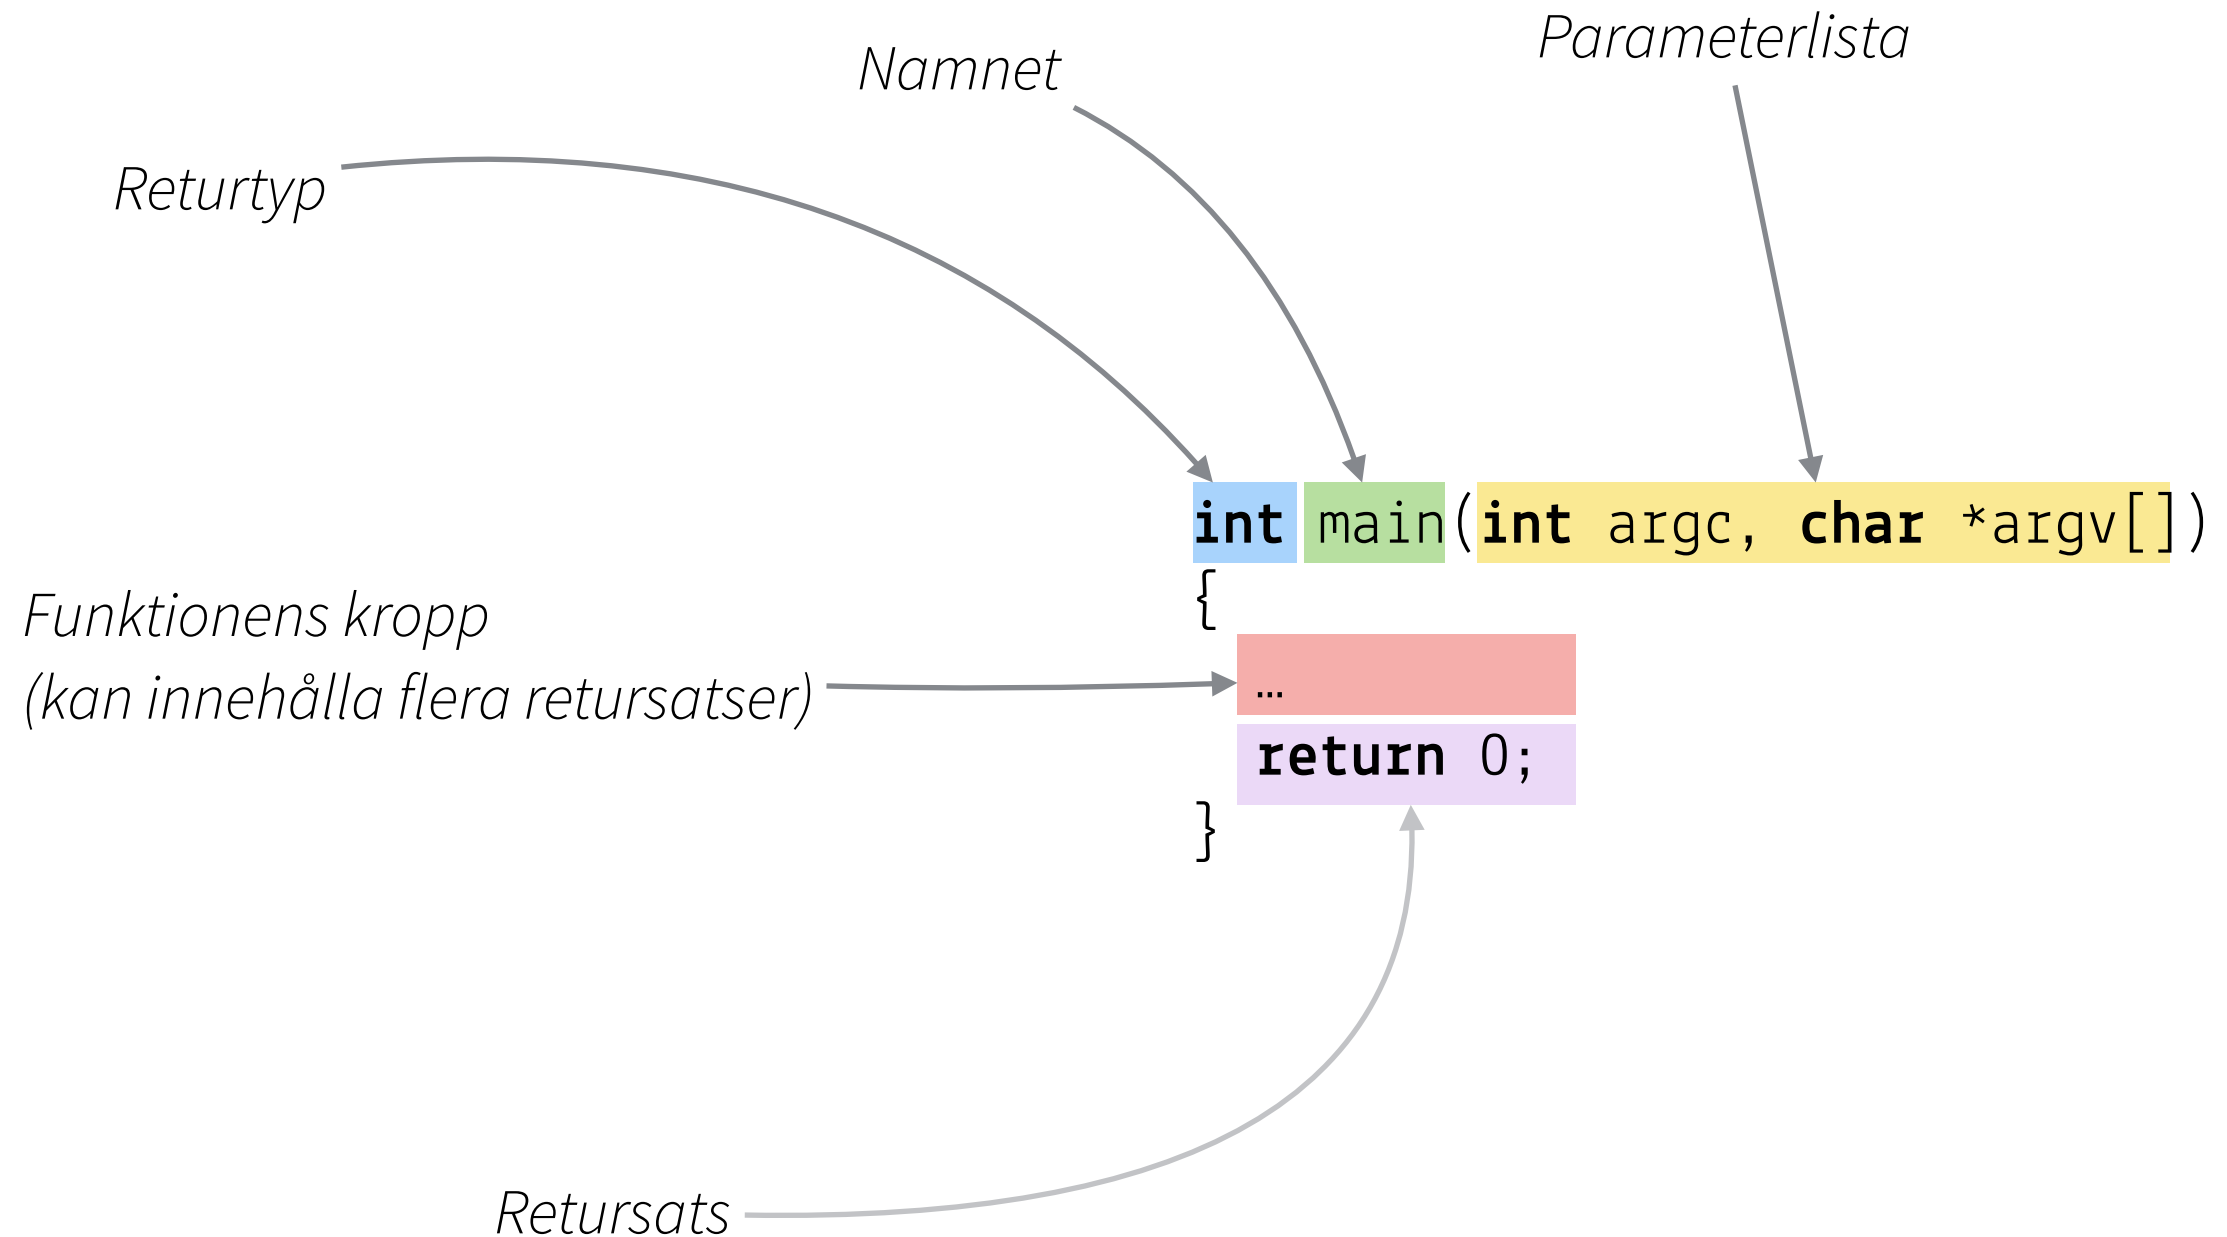 Parameterlista
Namnet
Returtyp
int main(int argc, char *argv[])
{
Funktionens kropp
(kan innehålla flera retursatser)
…
return 0;
}
Retursats